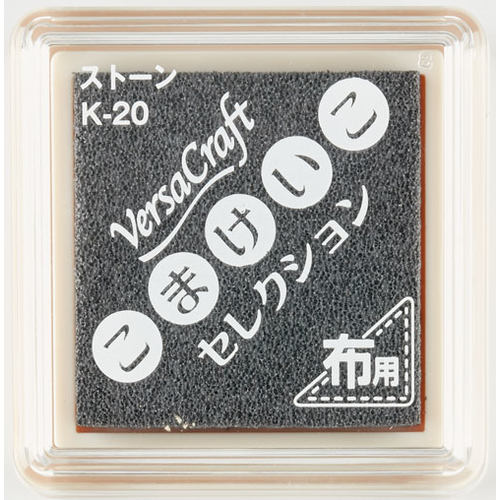 ストーン
K-20
VersaCraft
こまけいこ
セレクション
布用